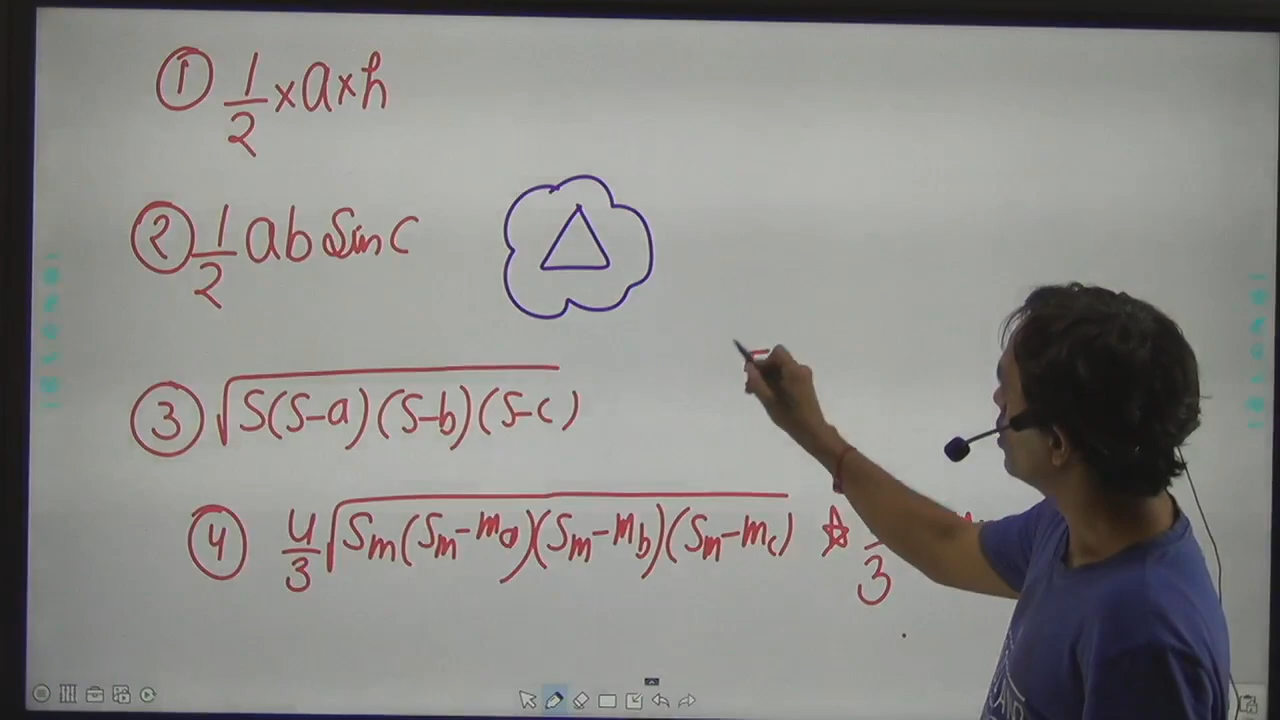 ① 1/2 × a × h
② 1/2 ab Sin C
③ √S(S-a)(S-b)(S-c)
④ 4/3 √Sm(Sm-ma)(Sm-mb)(Sm-mc) ☆ 3